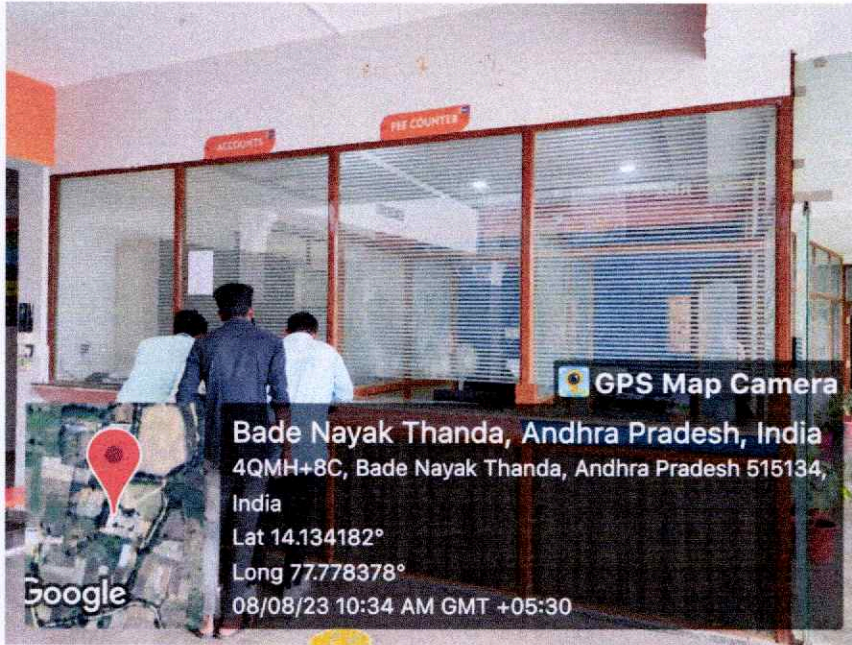 ACCOUNTS
FEE COUNTER
GPS Map Camera
Bade Nayak Thanda, Andhra Pradesh, India
4QMH+8C, Bade Nayak Thanda, Andhra Pradesh 515134,
India
Lat 14.134182°
Long 77.778378°
08/08/23 10:34 AM GMT +05:30
Google